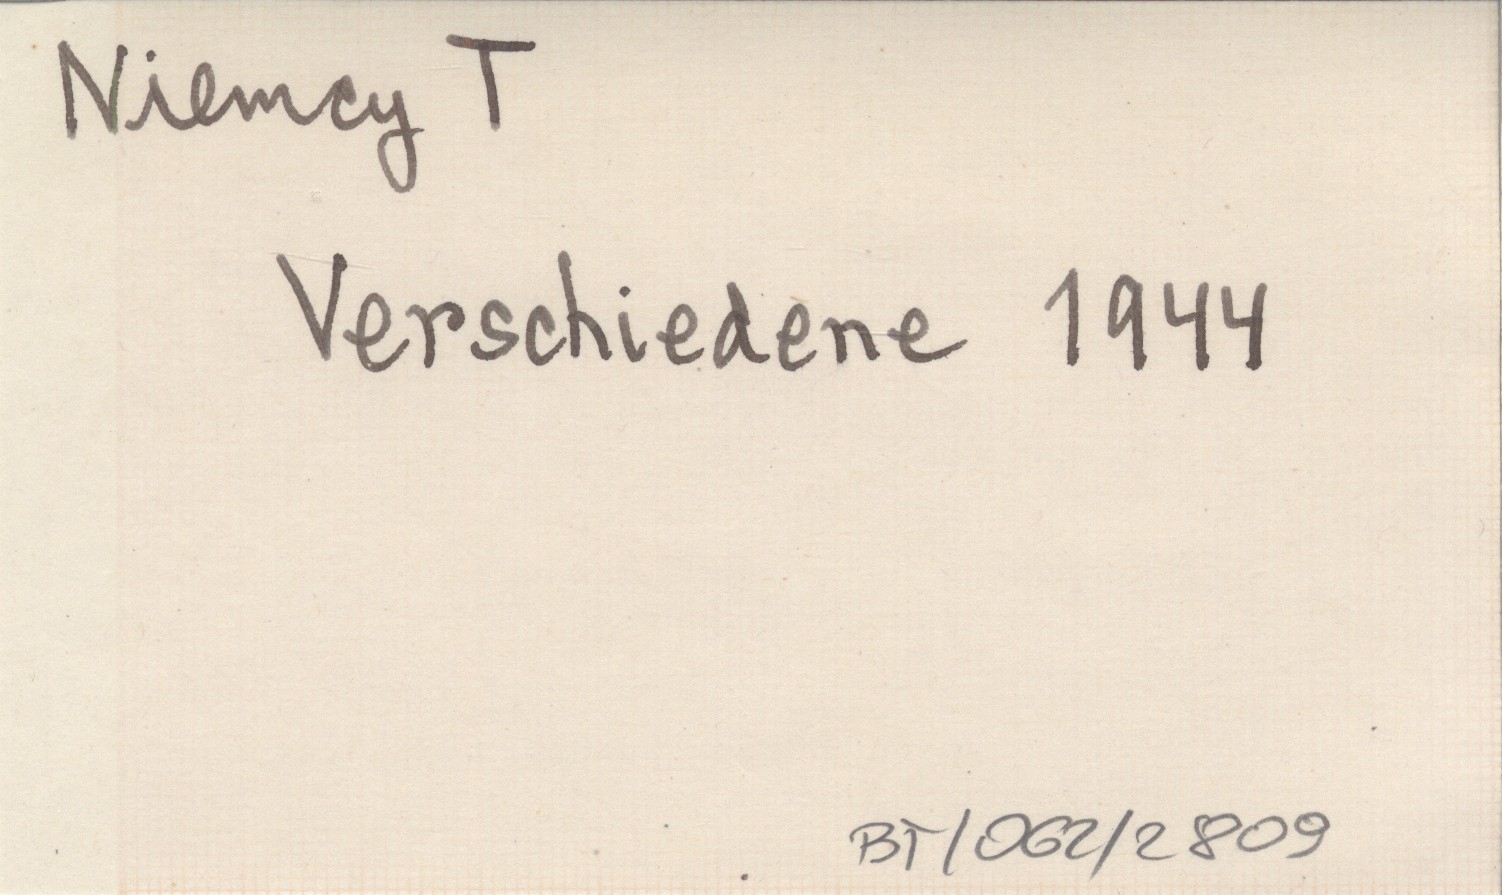 Niemcy T
Verschiedene 1944
BT/062/2809